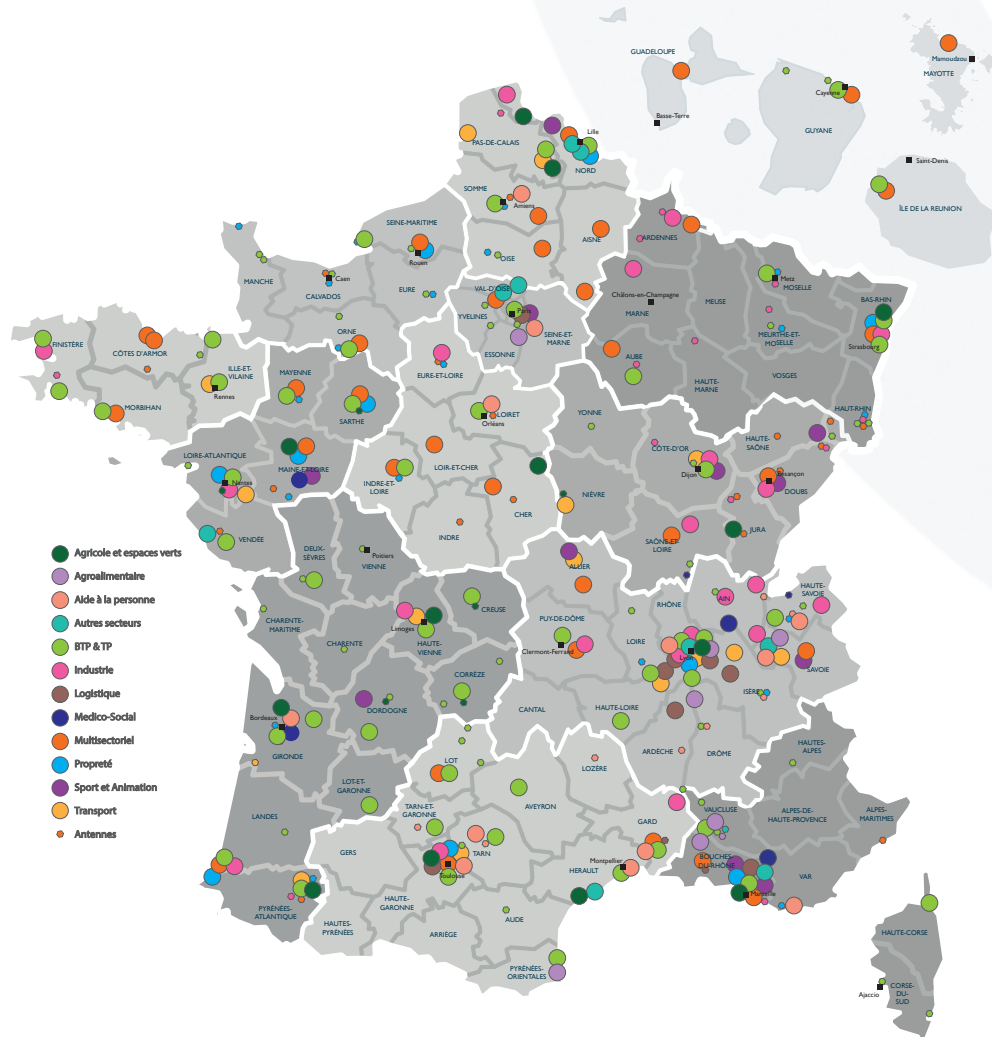 GUADELOUPE
Basse-Terre
Cayenne
GUYANE
Mamoudzou
MAYOTTE
Saint-Denis
ÎLE DE LA REUNION
Lille
PAS-DE-CALAIS
NORD
SOMME
Amiens
SEINE-MARITIME
Rouen
OISE
AISNE
ARDENNES
MANCHE
Caen
CALVADOS
EURE
VAL-D'OISE
Paris
YVELINES
SEINE-ET-
MARNE
ESSONNE
Châlons-en-Champagne
MARNE
MEUSE
Metz
MOSELLE
MEURTHE-ET-
MOSELLE
BAS-RHIN
Strasbourg
FINISTÈRE
CÔTES D'ARMOR
ILLE-ET-
VILAINE
Rennes
MORBIHAN
ORNE
MAYENNE
SARTHE
EURE-ET-LOIRE
AUBE
HAUTE-
MARNE
VOSGES
HAUT-RHIN
LOIRET
Orléans
YONNE
LOIRE-ATLANTIQUE
Nantes
MAINE-ET-LOIRE
INDRE-ET-
LOIRE
LOIR-ET-CHER
CHER
NIÈVRE
CÔTE-D'OR
Dijon
HAUTE-
SAÔNE
Besançon
DOUBS
JURA
SAÔNE-ET-
LOIRE
VENDÉE
DEUX-
SÈVRES
Poitiers
VIENNE
INDRE
ALLIER
Agricole et espaces verts
Agroalimentaire
Aide à la personne
Autres secteurs
BTP & TP
Industrie
Logistique
Medico-Social
Multisectoriel
Propreté
Sport et Animation
Transport
Antennes
CHARENTE-
MARITIME
CHARENTE
Limoges
HAUTE-
VIENNE
CREUSE
PUY-DE-DÔME
Clermont-Ferrand
LOIRE
RHÔNE
Lyon
AIN
HAUTE-
SAVOIE
SAVOIE
ISÈRE
CORRÈZE
DORDOGNE
CANTAL
HAUTE-LOIRE
ARDÈCHE
DRÔME
HAUTES-
ALPES
Bordeaux
GIRONDE
LOT-ET-
GARONNE
LOT
LOZÈRE
AVEYRON
LANDES
TARN-ET-
GARONNE
TARN
GARD
VAUCLUSE
ALPES-DE-
HAUTE-PROVENCE
ALPES-
MARITIMES
GERS
Toulouse
Montpellier
HERAULT
BOUCHES-
DU-RHÔNE
Marseille
VAR
PYRÉNÉES-
ATLANTIQUE
HAUTES-
PYRÉNÉES
HAUTE-
GARONNE
ARRIÈGE
AUDE
PYRÉNÉES-
ORIENTALES
HAUTE-CORSE
Ajaccio
CORSE-
DU-
SUD